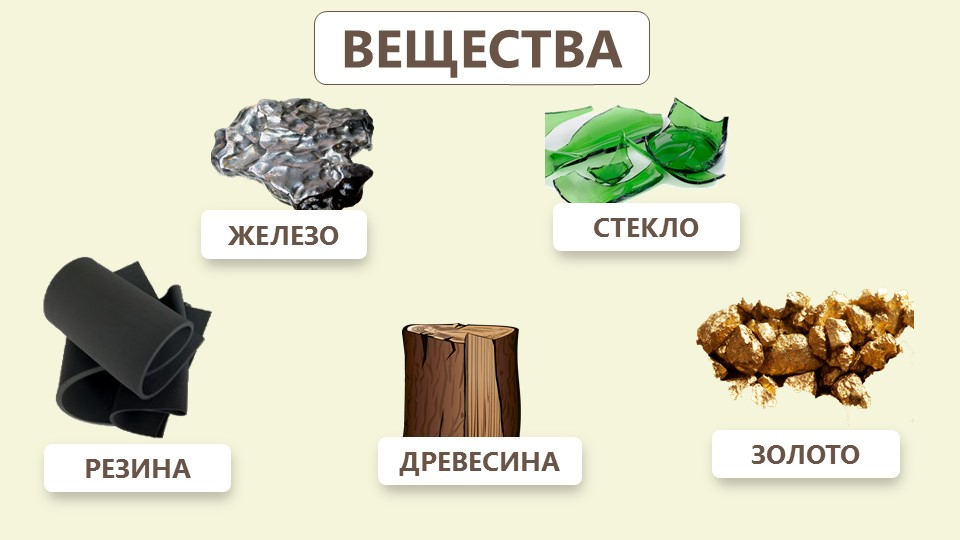 ВЕЩЕСТВА
ЖЕЛЕЗО
СТЕКЛО
РЕЗИНА
ДРЕВЕСИНА
ЗОЛОТО